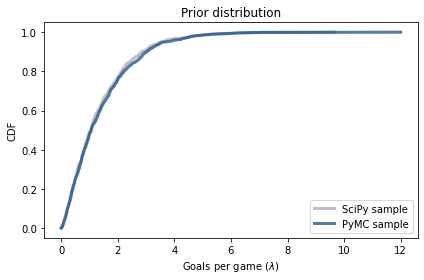 Prior distribution
CDF
1.0
0.8
0.6
0.4
0.2
0.0
SciPy sample
PyMC sample
0 2 4 6 8 10 12
Goals per game (λ)